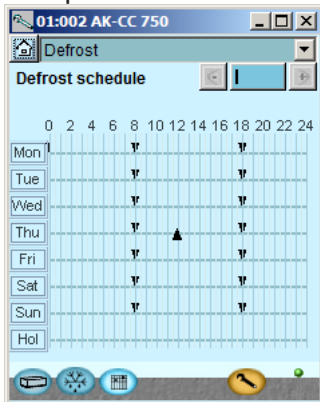 01:002 AK-CC 750
Defrost
Defrost schedule
0 2 4 6 8 10 12 14 16 18 20 22 24
Mon
Tue
Wed
Thu
Fri
Sat
Sun
Hol